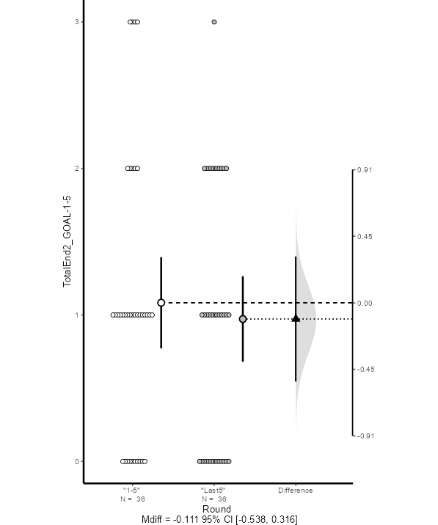 3
2
1
0
TotalEnd2_GOAL-1-5
0.91
0.45
0.00
-0.45
-0.91
"1-5" "Last5" Difference
N = 36 N = 36
Round
Mdiff = -0.111 95% CI [-0.538, 0.316]